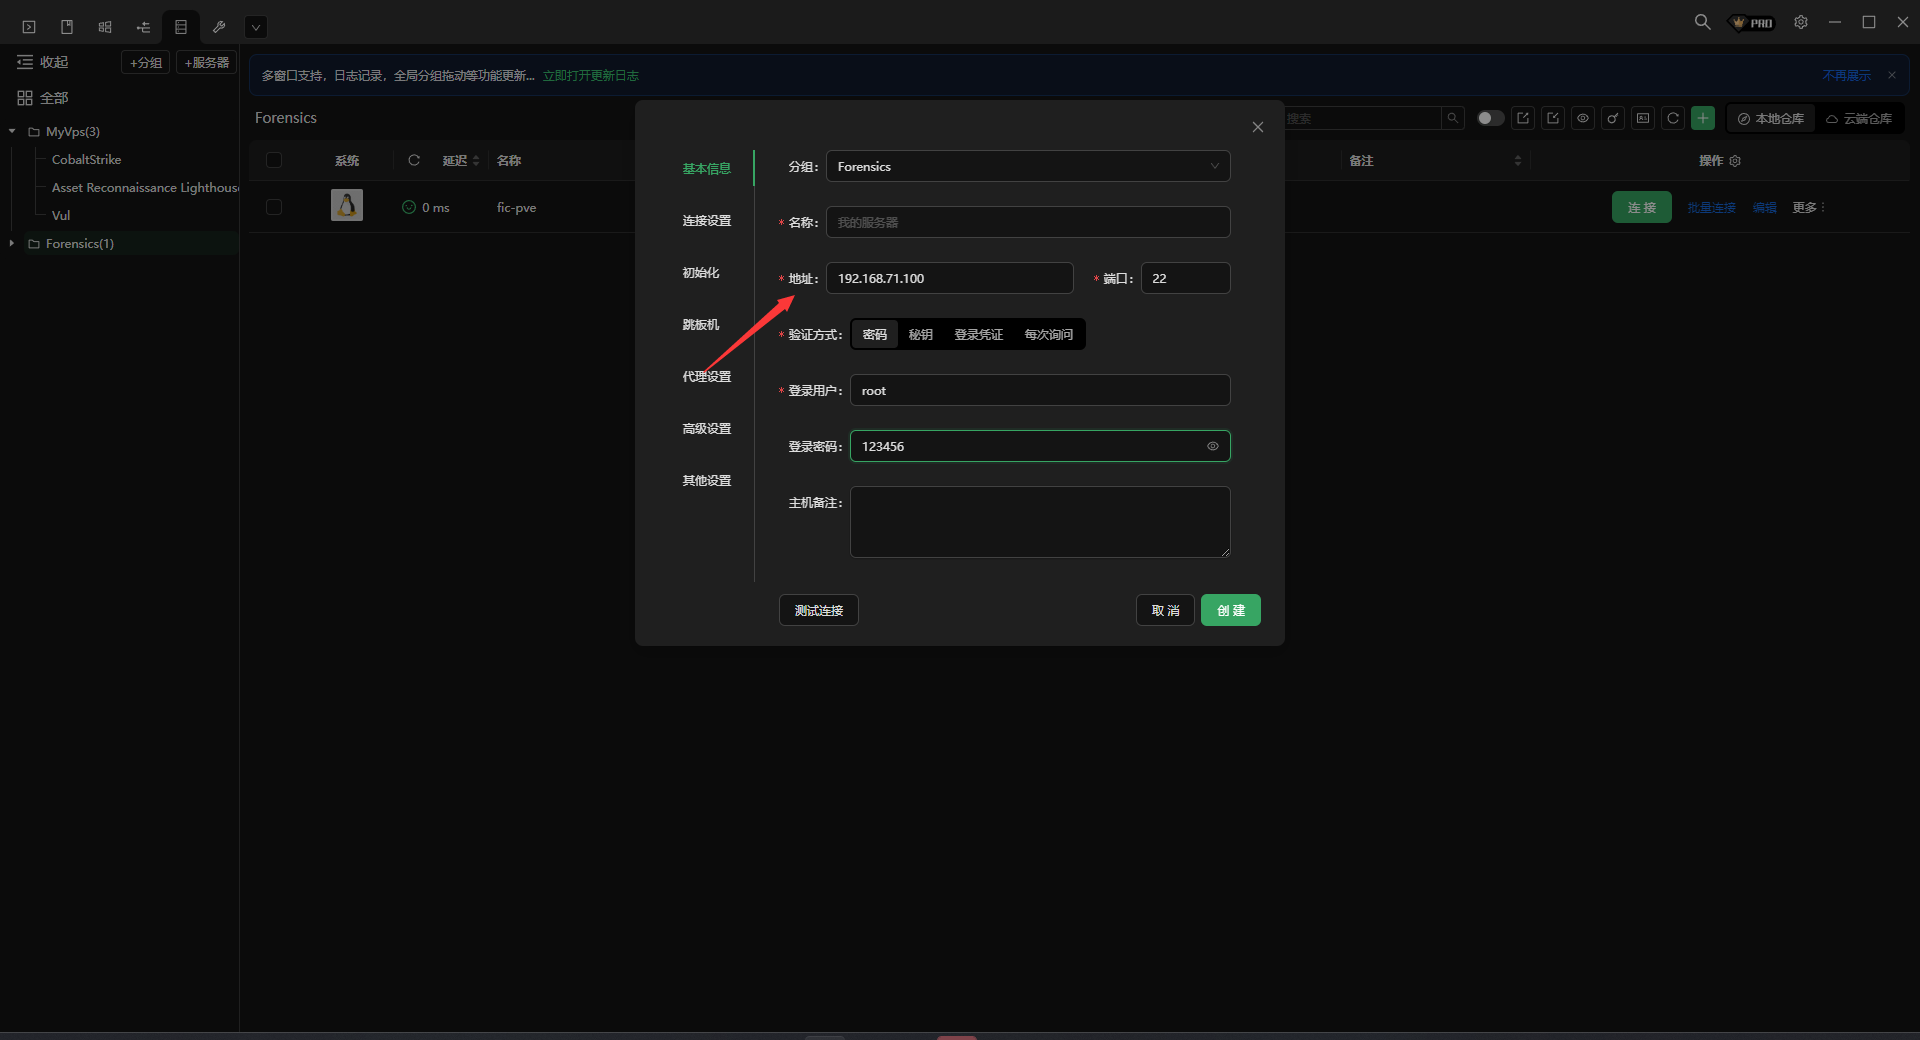 PRO
收起
+分组
+服务器
全部
MyVps(3)
CobaltStrike
Asset Reconnaissance Lighthouse
Vul
Forensics(1)
多窗口支持，日志记录，全局分组拖动等功能更新... 立即打开更新日志
不再展示
Forensics
搜索
本地仓库
云端仓库
系统
延迟
名称
备注
操作
0 ms
fic-pve
连 接
批量连接
编辑
更多
基本信息
连接设置
初始化
跳板机
代理设置
高级设置
其他设置
分组：
Forensics
* 名称：
我的服务器
* 地址：
192.168.71.100
* 端口：
22
* 验证方式：
密码
秘钥
登录凭证
每次询问
* 登录用户：
root
登录密码：
123456
主机备注：
测试连接
取 消
创 建